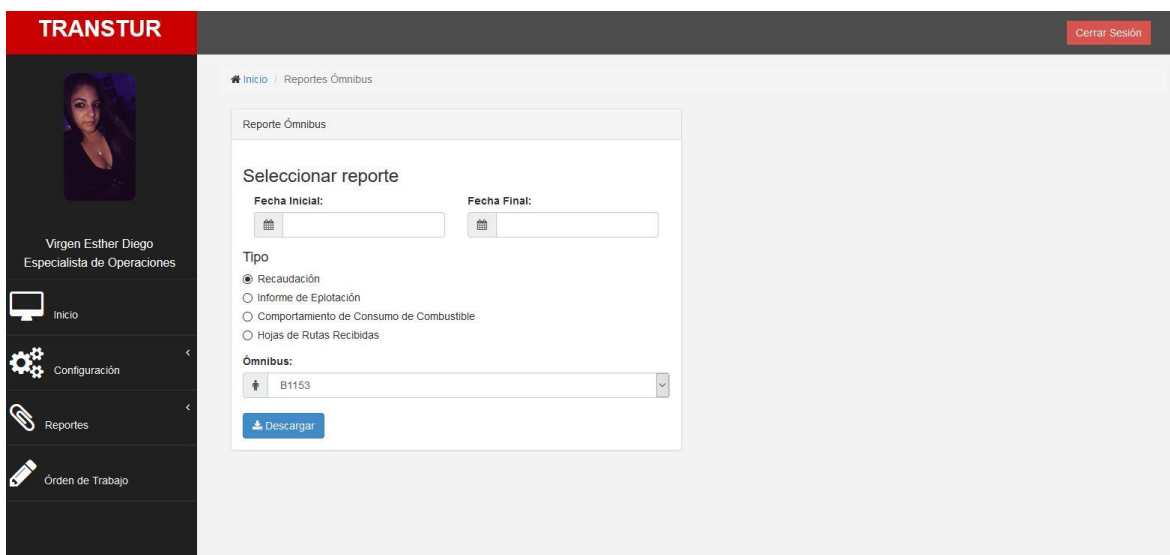 TRANSTUR
Cerrar Sesión
Inicio / Reportes Ómnibus
Virgen Esther Diego
Especialista de Operaciones
Inicio
Configuración
Reportes
Órden de Trabajo
Reporte Ómnibus
Seleccionar reporte
Fecha Inicial: Fecha Final:
Tipo
Recaudación
Informe de Eplotación
Comportamiento de Consumo de Combustible
Hojas de Rutas Recibidas
Ómnibus:
B1153
Descargar